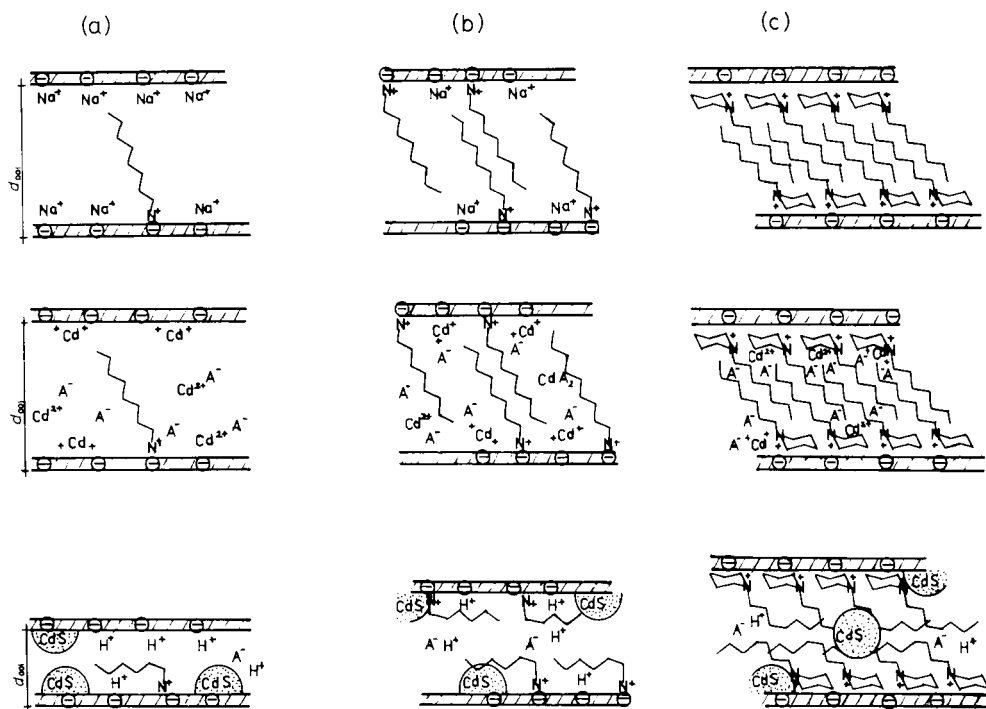 (a)
(b)
(c)
Na⁺ Na⁺ Na⁺ Na⁺
d₀₀₁
Na⁺ Na⁺ Na⁺
N⁺
N⁺ Na⁺ N⁺ Na⁺
Na⁺ N⁺ Na⁺ N⁺
N⁺ N⁺ N⁺ N⁺
N⁺ N⁺ N⁺ N⁺
⁺Cd⁺ ⁺Cd⁺
d₀₀₁
A⁻ Cd²⁺ A⁻
Cd²⁺ A⁻
⁺Cd⁺ N⁺ A⁻ Cd²⁺ A⁻
N⁺ Cd⁺⁺ N⁺ ⁺Cd⁺
A⁻
A⁻ CdA₂
Cd²⁺ A⁻ A⁻
⁺Cd⁺ N⁺ ⁺Cd⁺ N⁺
N⁺ N⁺ N⁺ N⁺
Cd²⁺ Cd²⁺ ⁺Cd⁺
A⁻ A⁻ A⁻ A⁻ A⁻ A⁻
A⁻ A⁻ A⁻
Cd²⁺
A⁻ ⁺Cd⁺ N⁺ N⁺ N⁺ N⁺
CdS H⁺ H⁺ H⁺
d₀₀₁
A⁻ H⁺
CdS H⁺ N⁺ CdS
CdS N⁺ H⁺ N⁺ H⁺ CdS
A⁻ H⁺ A⁻ H⁺
CdS N⁺ H⁺ N⁺
N⁺ N⁺ N⁺ N⁺ CdS
A⁻ CdS A⁻ H⁺
H⁺
CdS N⁺ N⁺ N⁺ N⁺